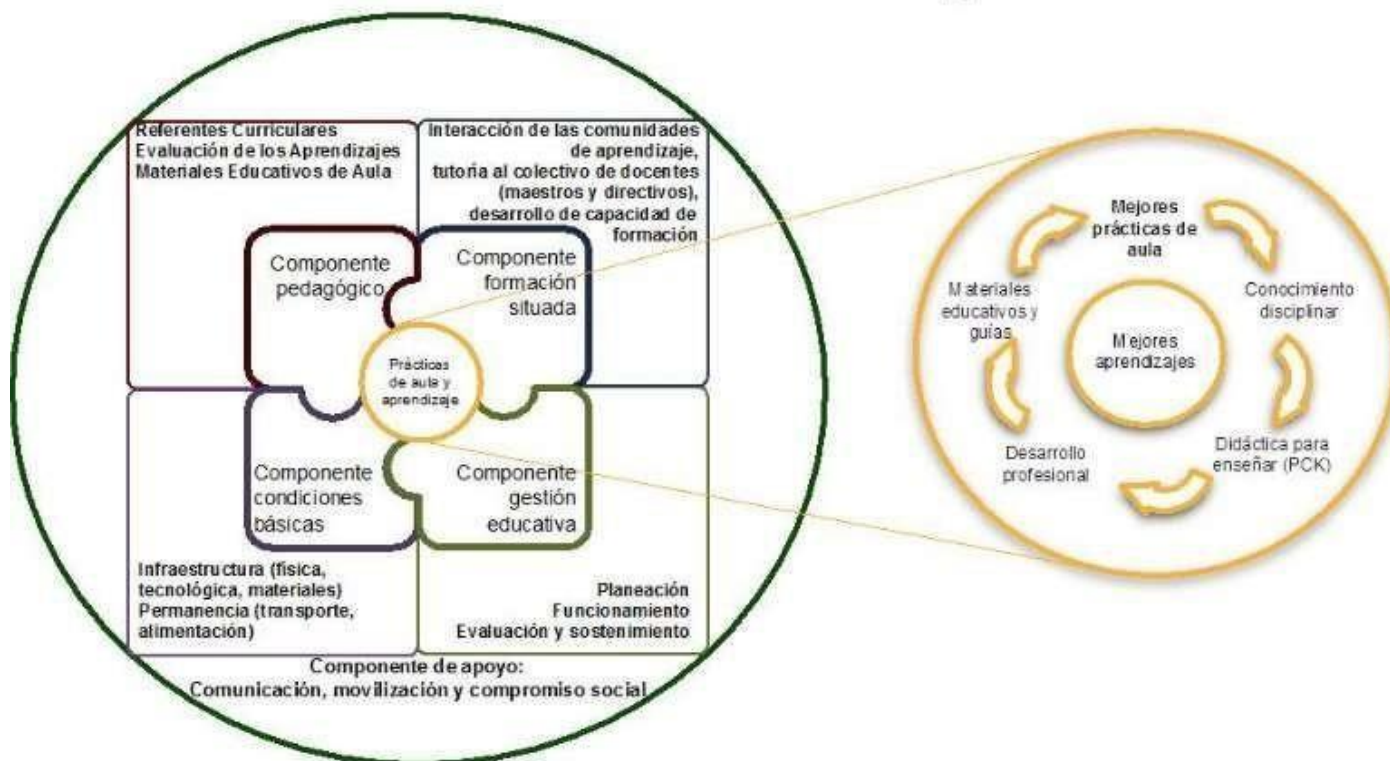 Referentes Curriculares
Evaluación de los Aprendizajes
Materiales Educativos de Aula
Interacción de las comunidades
de aprendizaje,
tutoría al colectivo de docentes
(maestros y directivos),
desarrollo de capacidad de
formación
Componente
pedagógico
Componente
formación
situada
Prácticas
de aula y
aprendizaje
Componente
condiciones
básicas
Componente
gestión
educativa
Infraestructura (física,
tecnológica, materiales)
Permanencia (transporte,
alimentación)
Planeación
Funcionamiento
Evaluación y sostenimiento
Componente de apoyo:
Comunicación, movilización y compromiso social
Mejores
prácticas de
aula
Conocimiento
disciplinar
Didáctica para
enseñar (PCK)
Desarrollo
profesional
Materiales
educativos y
guías
Mejores
aprendizajes